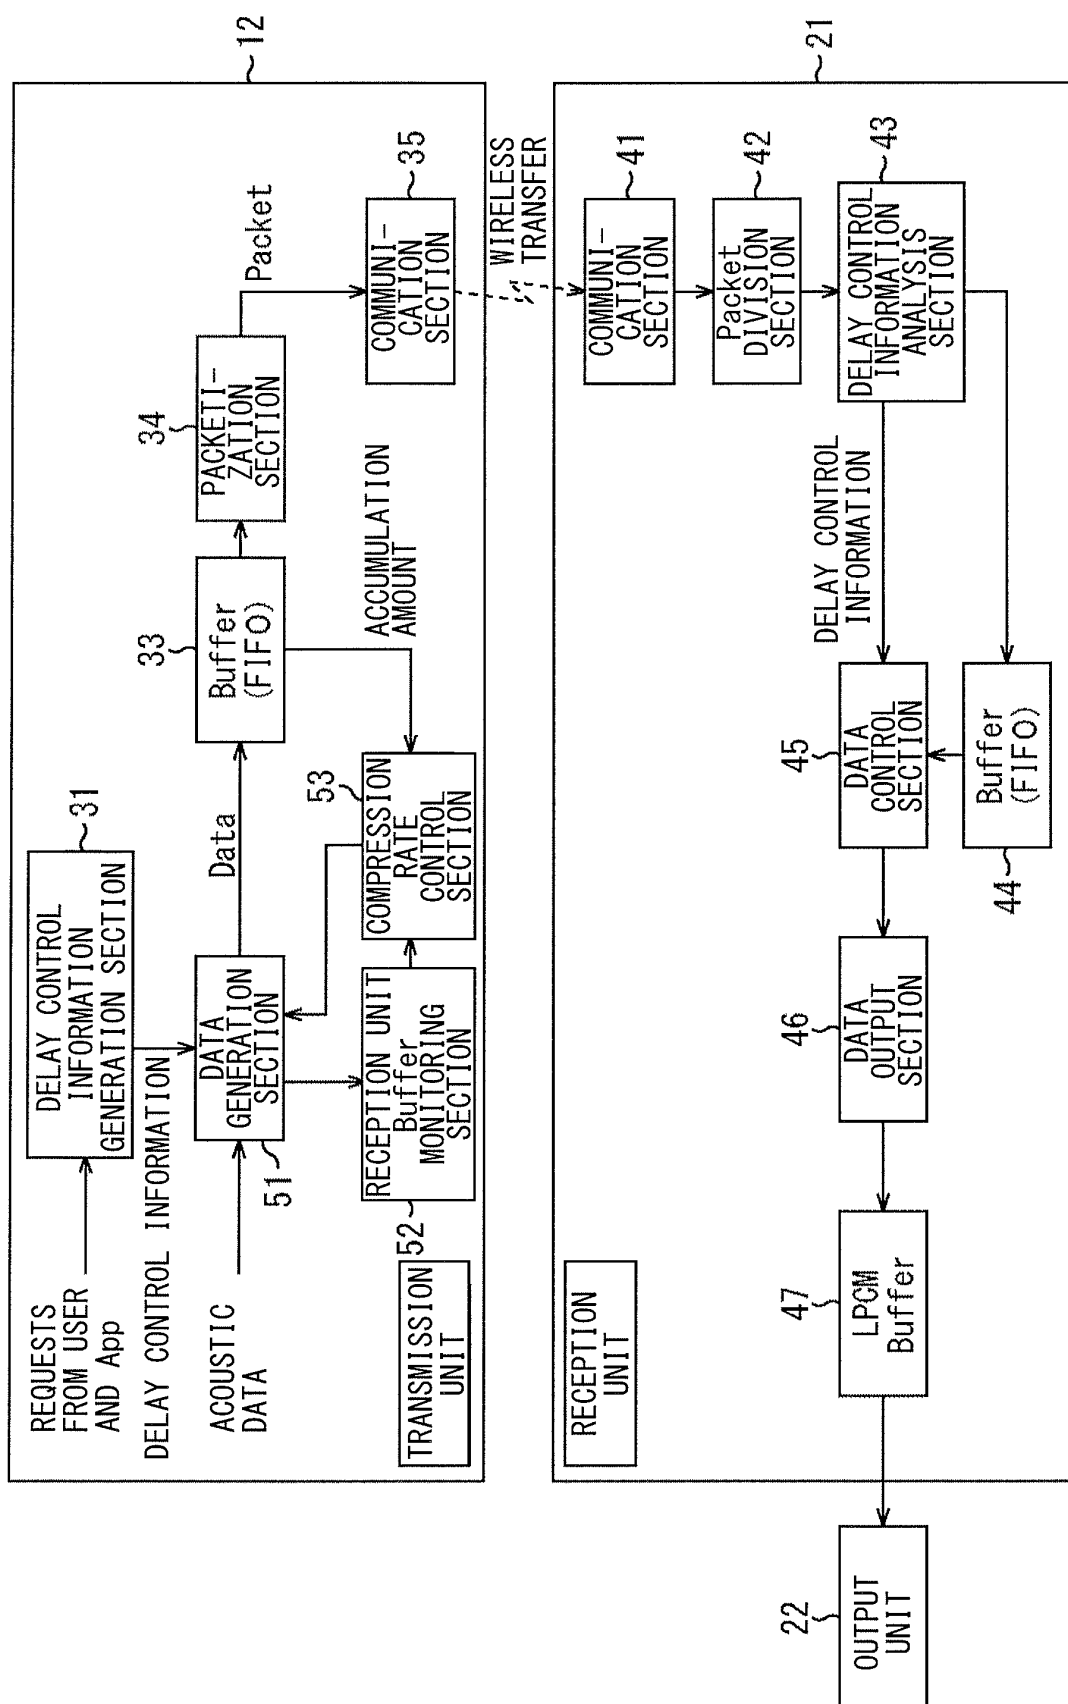 12
REQUESTS
FROM USER
AND App
DELAY CONTROL
INFORMATION
GENERATION SECTION
31
DELAY CONTROL INFORMATION
ACOUSTIC
DATA
DATA
GENERATION
SECTION
51
Data
33
Buffer
(FIFO)
34
PACKETI-
ZATION
SECTION
Packet
ACCUMULATION
AMOUNT
52
RECEPTION UNIT
Buffer
MONITORING
SECTION
53
COMPRESSION
RATE
CONTROL
SECTION
COMMUNI-
CATION
SECTION
35
TRANSMISSION
UNIT
WIRELESS
TRANSFER
21
RECEPTION
UNIT
COMMUNI-
CATION
SECTION
41
Packet
DIVISION
SECTION
42
DELAY CONTROL
INFORMATION
ANALYSIS
SECTION
43
DELAY CONTROL
INFORMATION
22
OUTPUT
UNIT
47
LPCM
Buffer
46
DATA
OUTPUT
SECTION
45
DATA
CONTROL
SECTION
44
Buffer
(FIFO)